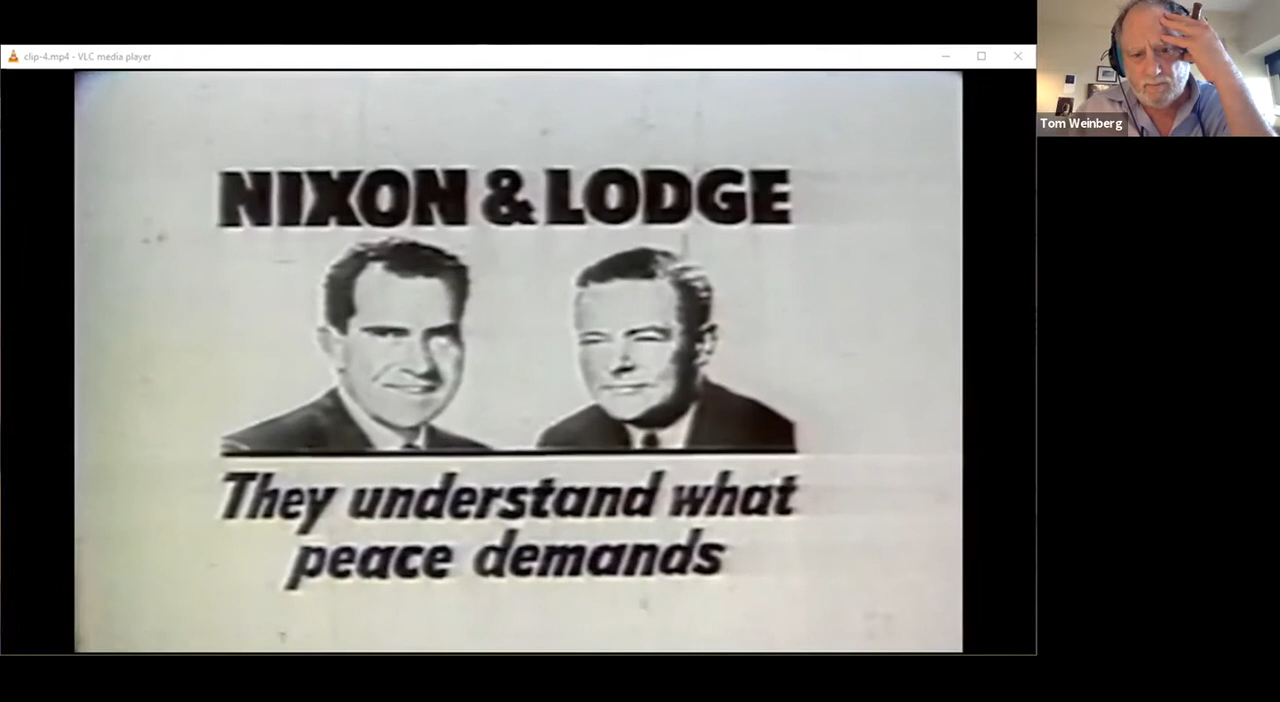 clip-4.mp4 - VLC media player
Tom Weinberg
NIXON & LODGE
They understand what
peace demands